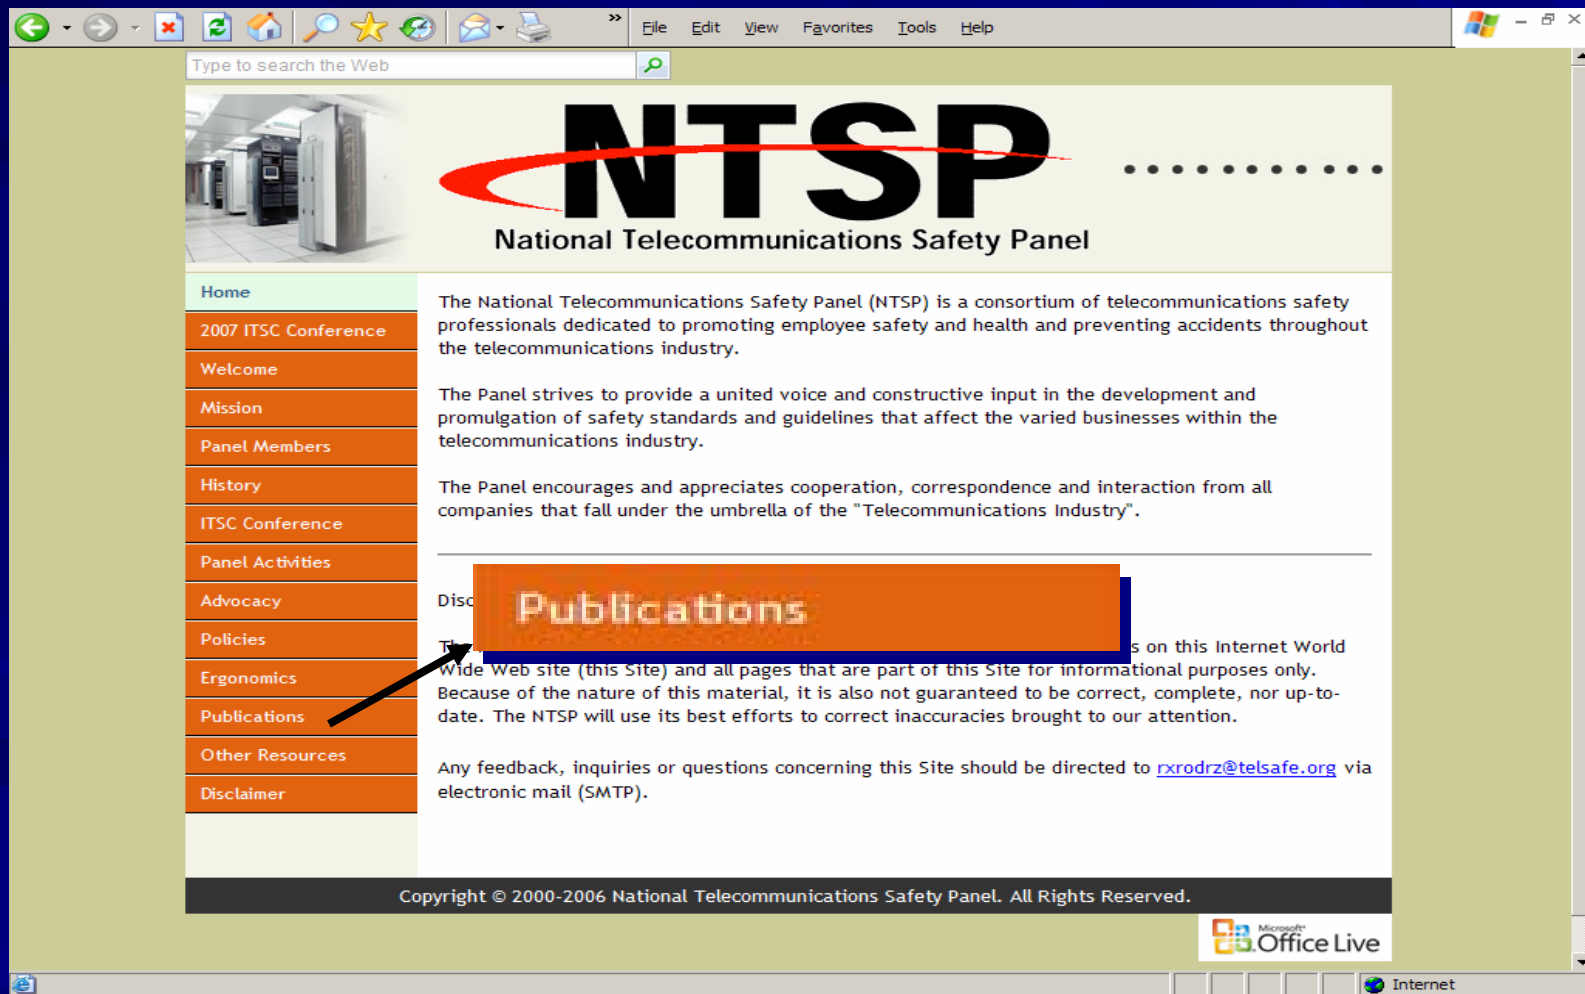 » File Edit View Favorites Tools Help
Type to search the Web
NTSP
National Telecommunications Safety Panel
Home
2007 ITSC Conference
Welcome
Mission
Panel Members
History
ITSC Conference
Panel Activities
Advocacy
Policies
Ergonomics
Publications
Other Resources
Disclaimer
The National Telecommunications Safety Panel (NTSP) is a consortium of telecommunications safety
professionals dedicated to promoting employee safety and health and preventing accidents throughout
the telecommunications industry.
The Panel strives to provide a united voice and constructive input in the development and
promulgation of safety standards and guidelines that affect the varied businesses within the
telecommunications industry.
The Panel encourages and appreciates cooperation, correspondence and interaction from all
companies that fall under the umbrella of the "Telecommunications Industry".
Publications
The s on this Internet World
Wide Web site (this Site) and all pages that are part of this Site for informational purposes only.
Because of the nature of this material, it is also not guaranteed to be correct, complete, nor up-to-
date. The NTSP will use its best efforts to correct inaccuracies brought to our attention.
Any feedback, inquiries or questions concerning this Site should be directed to rxrodrz@telsafe.org via
electronic mail (SMTP).
Copyright © 2000-2006 National Telecommunications Safety Panel. All Rights Reserved.
Microsoft
Office Live
Internet